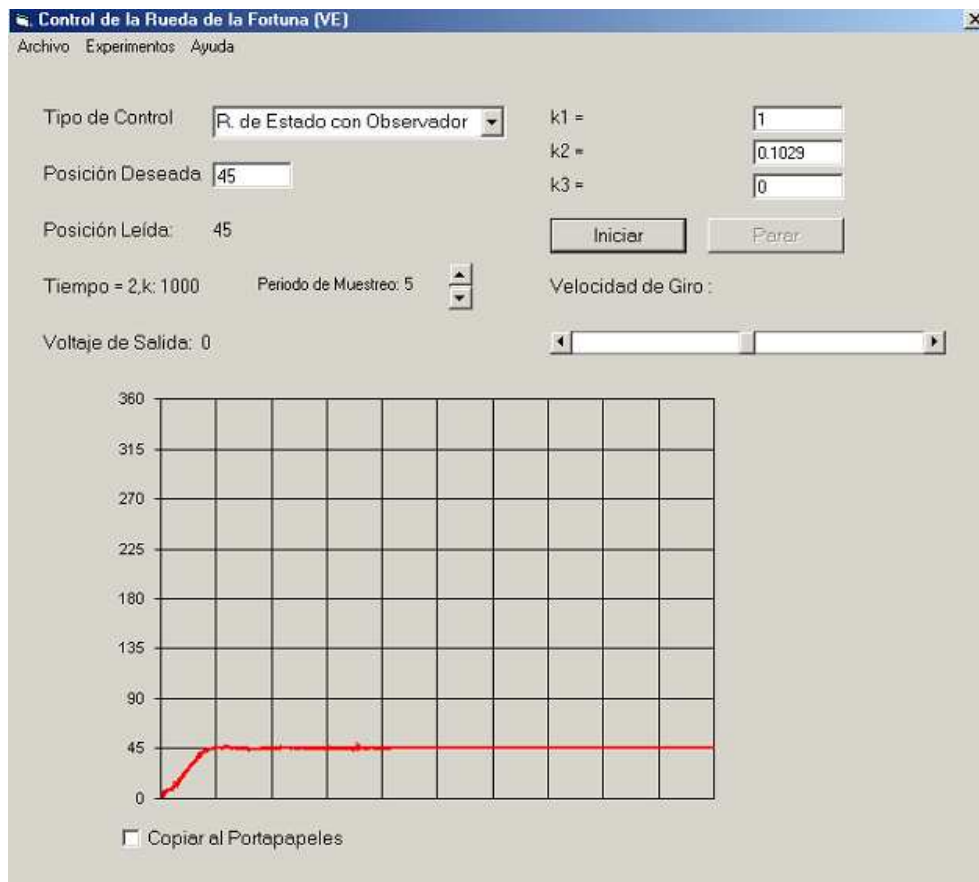 Control de la Rueda de la Fortuna (VE)
Archivo Experimentos Ayuda
Tipo de Control R. de Estado con Observador
k1 = 1
k2 = 0.1029
Posición Deseada 45
k3 = 0
Posición Leída: 45
Iniciar Parar
Tiempo = 2,k: 1000 Periodo de Muestreo: 5
Velocidad de Giro :
Voltaje de Salida: 0
360
315
270
225
180
135
90
45
0
Copiar al Portapapeles